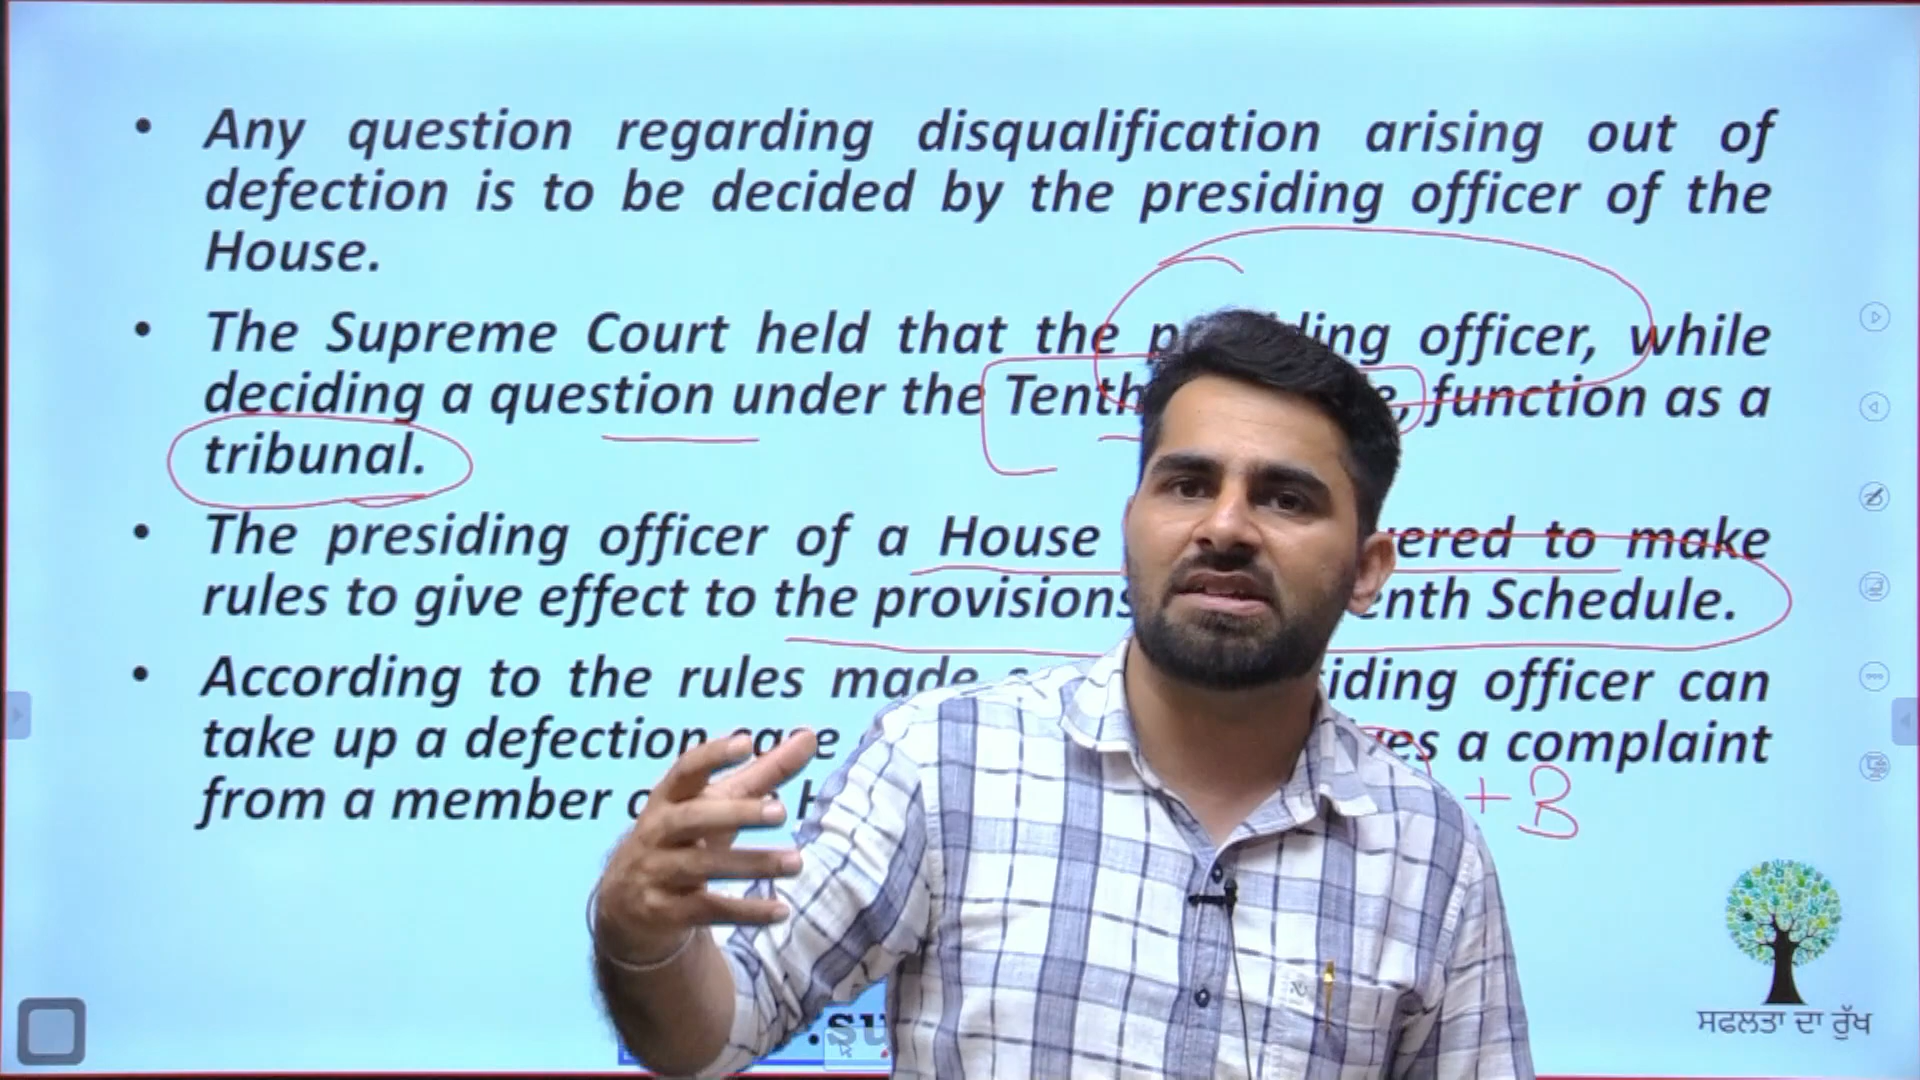 • Any question regarding disqualification arising out of
defection is to be decided by the presiding officer of the
House.
• The Supreme Court held that the officer, while
deciding a question under the function as a
tribunal.
• The presiding officer of a House to make
rules to give effect to the provisions Schedule.
• According to the rules made officer can
take up a defection case a complaint
from a member
+ B
ਸਫਲਤਾ ਦਾ ਰੁੱਖ